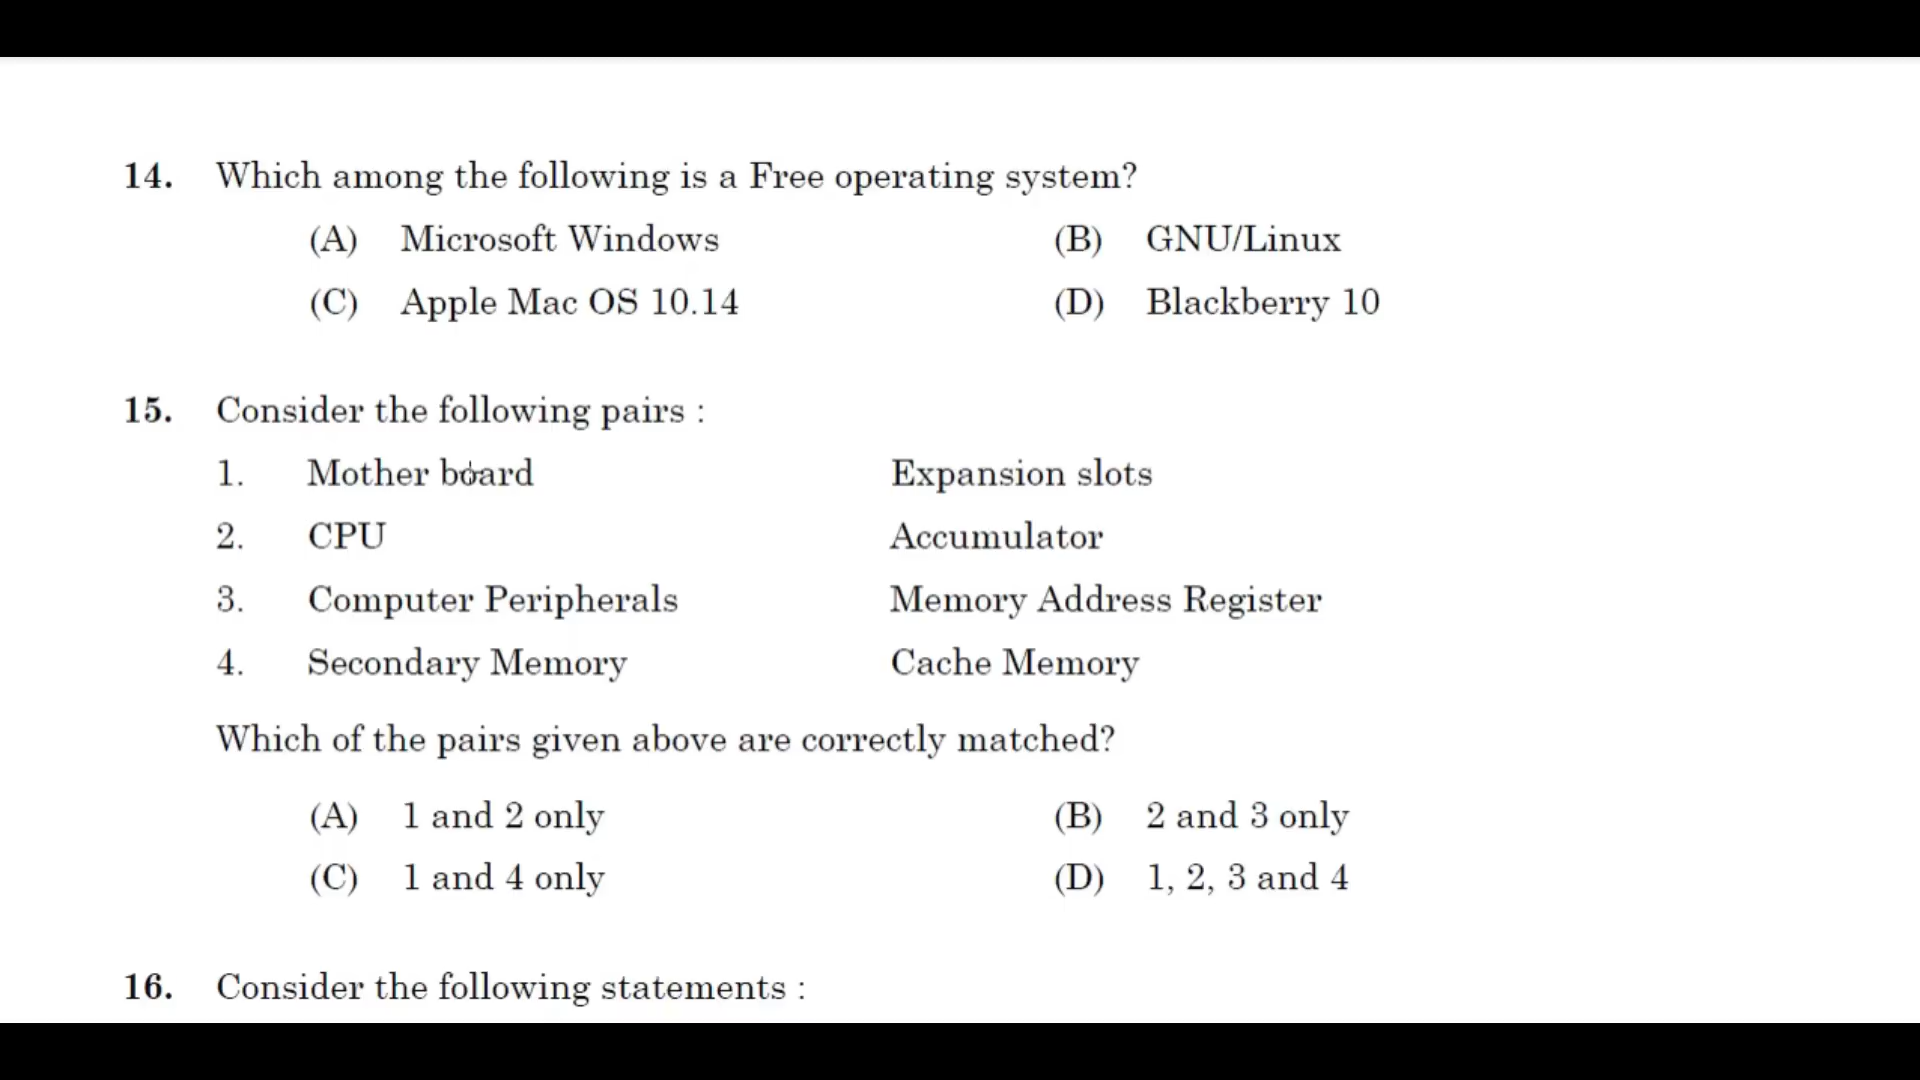 14. Which among the following is a Free operating system?
(A) Microsoft Windows (B) GNU/Linux
(C) Apple Mac OS 10.14 (D) Blackberry 10
15. Consider the following pairs :
1. Mother board Expansion slots
2. CPU Accumulator
3. Computer Peripherals Memory Address Register
4. Secondary Memory Cache Memory
Which of the pairs given above are correctly matched?
(A) 1 and 2 only (B) 2 and 3 only
(C) 1 and 4 only (D) 1, 2, 3 and 4
16. Consider the following statements :